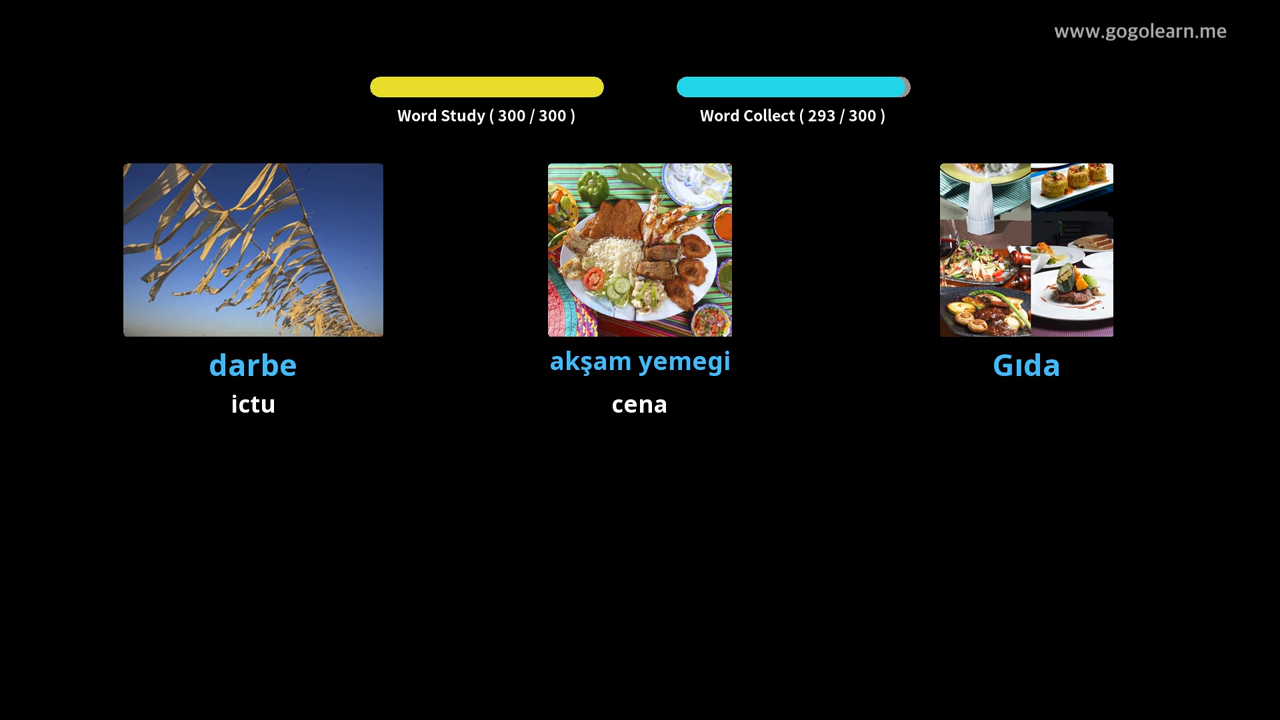 www.gogolearn.me
Word Study ( 300 / 300 )
Word Collect ( 293 / 300 )
darbe
akşam yemegi
Gıda
ictu
cena